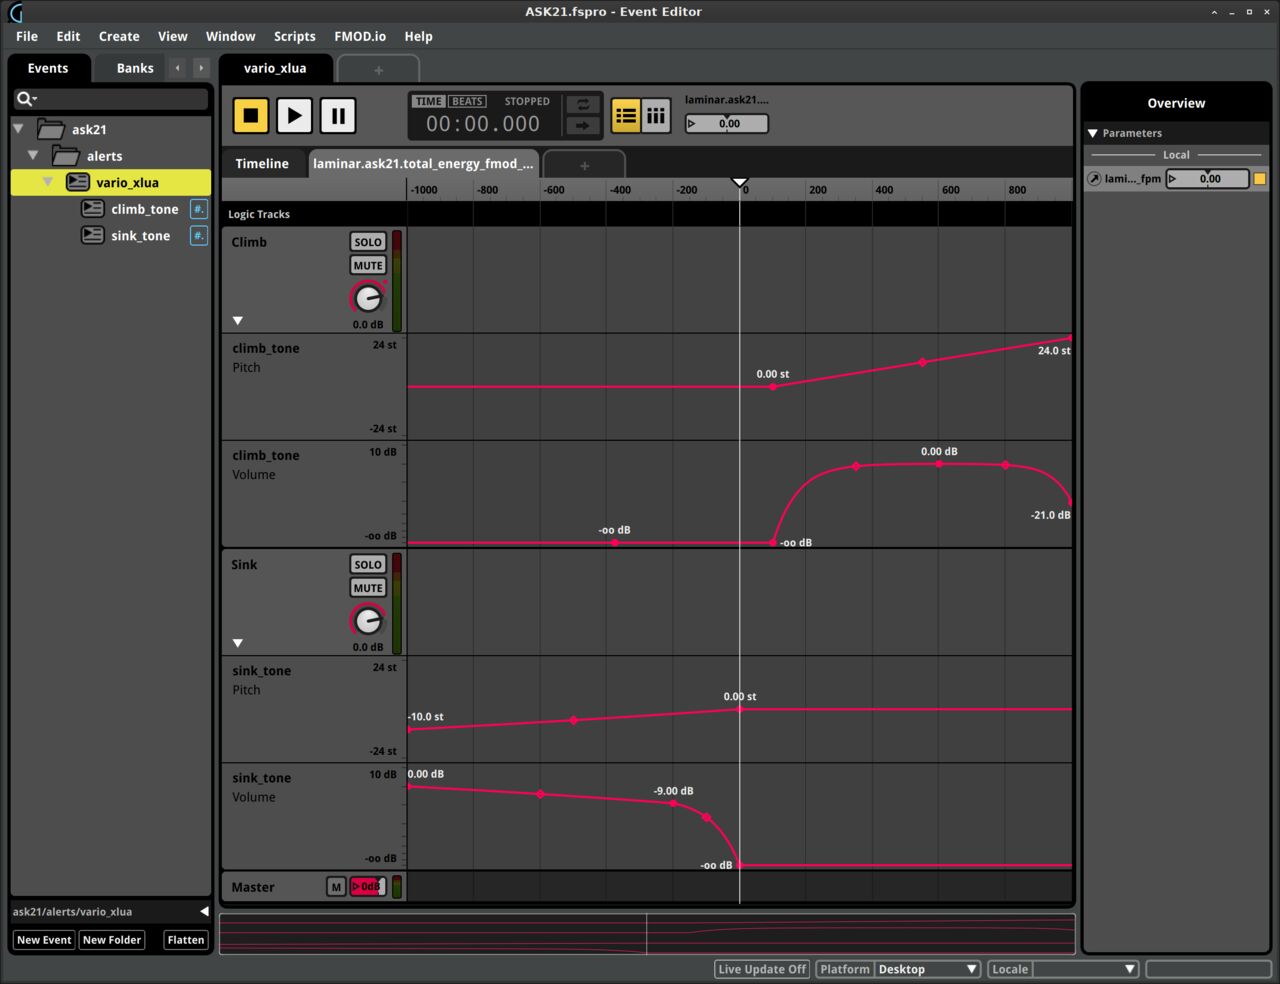 ASK21.fspro - Event Editor
File Edit Create View Window Scripts FMOD.io Help
Events Banks
vario_xlua
TIME BEATS STOPPED
00:00.000
laminar.ask21....
0.00
Overview
Parameters
Local
lami..._fpm 0.00
ask21
alerts
vario_xlua
climb_tone #.
sink_tone #.
Timeline laminar.ask21.total_energy_fmod_...
-1000 -800 -600 -400 -200 0 200 400 600 800
Logic Tracks
Climb SOLO
MUTE
0.0 dB
climb_tone 24 st
Pitch
-24 st
0.00 st
24.0 st
climb_tone 10 dB
Volume
-oo dB
-oo dB
-oo dB
0.00 dB
-21.0 dB
Sink SOLO
MUTE
0.0 dB
sink_tone 24 st
Pitch
-24 st
-10.0 st
0.00 st
sink_tone 10 dB
Volume
-oo dB
0.00 dB
-9.00 dB
-oo dB
Master M 0dB
ask21/alerts/vario_xlua
New Event New Folder Flatten
Live Update Off Platform Desktop Locale